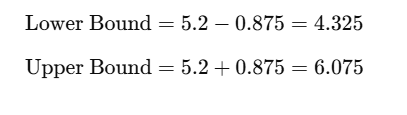 Lower Bound = 5.2 − 0.875 = 4.325
Upper Bound = 5.2 + 0.875 = 6.075